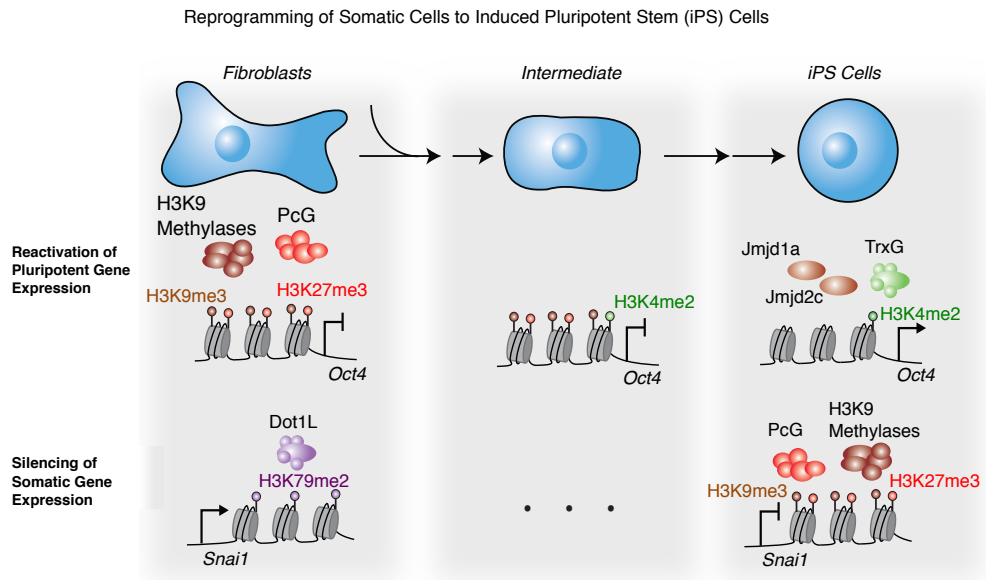 Reprogramming of Somatic Cells to Induced Pluripotent Stem (iPS) Cells
Fibroblasts
Intermediate
iPS Cells
Reactivation of
Pluripotent Gene
Expression
H3K9
Methylases
PcG
H3K9me3
H3K27me3
Oct4
H3K4me2
Oct4
Jmjd1a
TrxG
Jmjd2c
H3K4me2
Oct4
Silencing of
Somatic Gene
Expression
Dot1L
H3K79me2
Snai1
. . .
PcG
H3K9
Methylases
H3K9me3
H3K27me3
Snai1